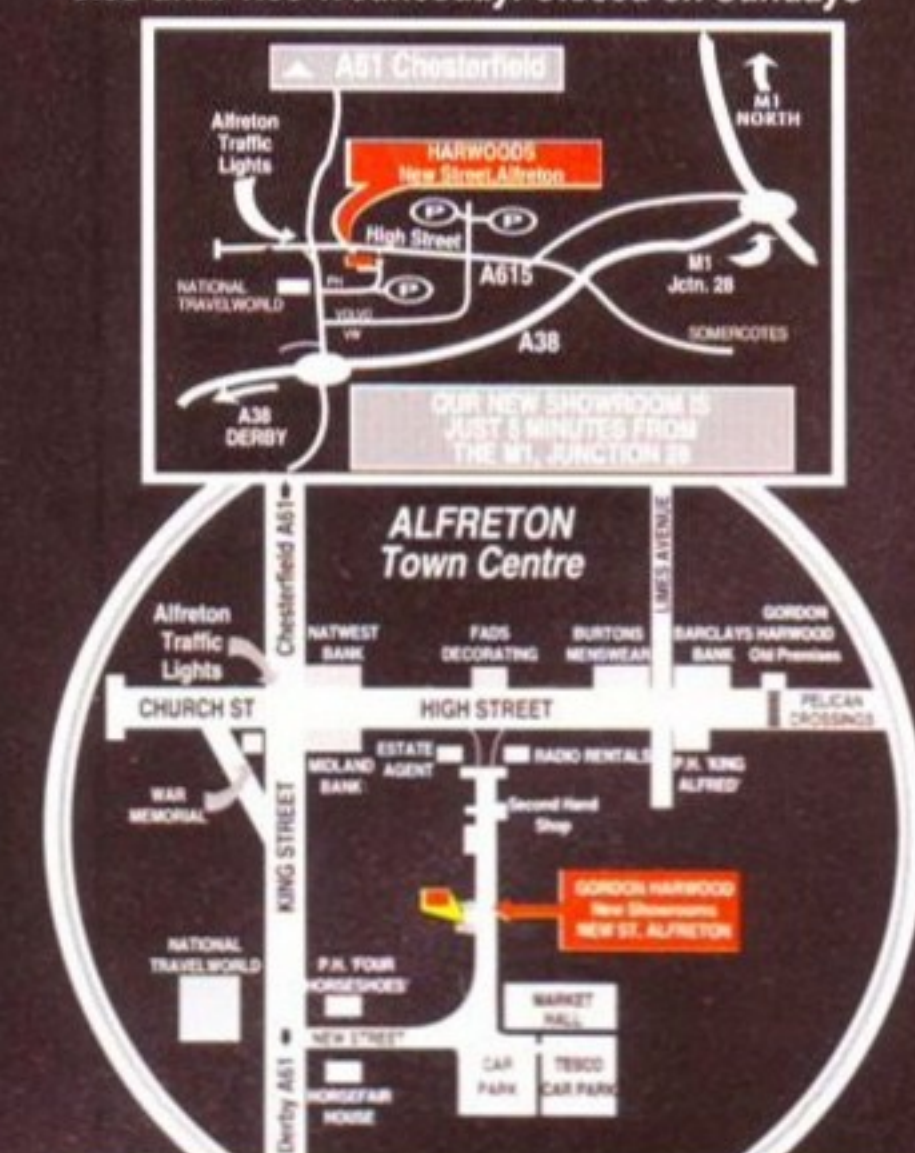 Closed on Sundays
A61 Chesterfield
M1
NORTH
Alfreton
Traffic
Lights
HARWOODS
New Street, Alfreton
P
P
High Street
A615
M1
Jctn. 28
NATIONAL
TRAVELWORLD
PH
P
VOLVO
VW
A38
SOMERCOTES
A38
DERBY
OUR NEW SHOWROOM IS
JUST 5 MINUTES FROM
THE M1, JUNCTION 28
Chesterfield A61
ALFRETON
Town Centre
LIMES AVENUE
Alfreton
Traffic
Lights
NATWEST
BANK
FADS
DECORATING
BURTONS
MENSWEAR
BARCLAYS
BANK
GORDON
HARWOOD
Old Premises
CHURCH ST
HIGH STREET
PELICAN
CROSSINGS
MIDLAND
BANK
ESTATE
AGENT
RADIO RENTALS
P.H. 'KING
ALFRED'
WAR
MEMORIAL
KING STREET
Second Hand
Shop
GORDON HARWOOD
New Showrooms
NEW ST. ALFRETON
NATIONAL
TRAVELWORLD
P.H. 'FOUR
HORSESHOES'
MARKET
HALL
NEW STREET
CAR
PARK
TESCO
CAR PARK
Derby A61
HORSEFAIR
HOUSE